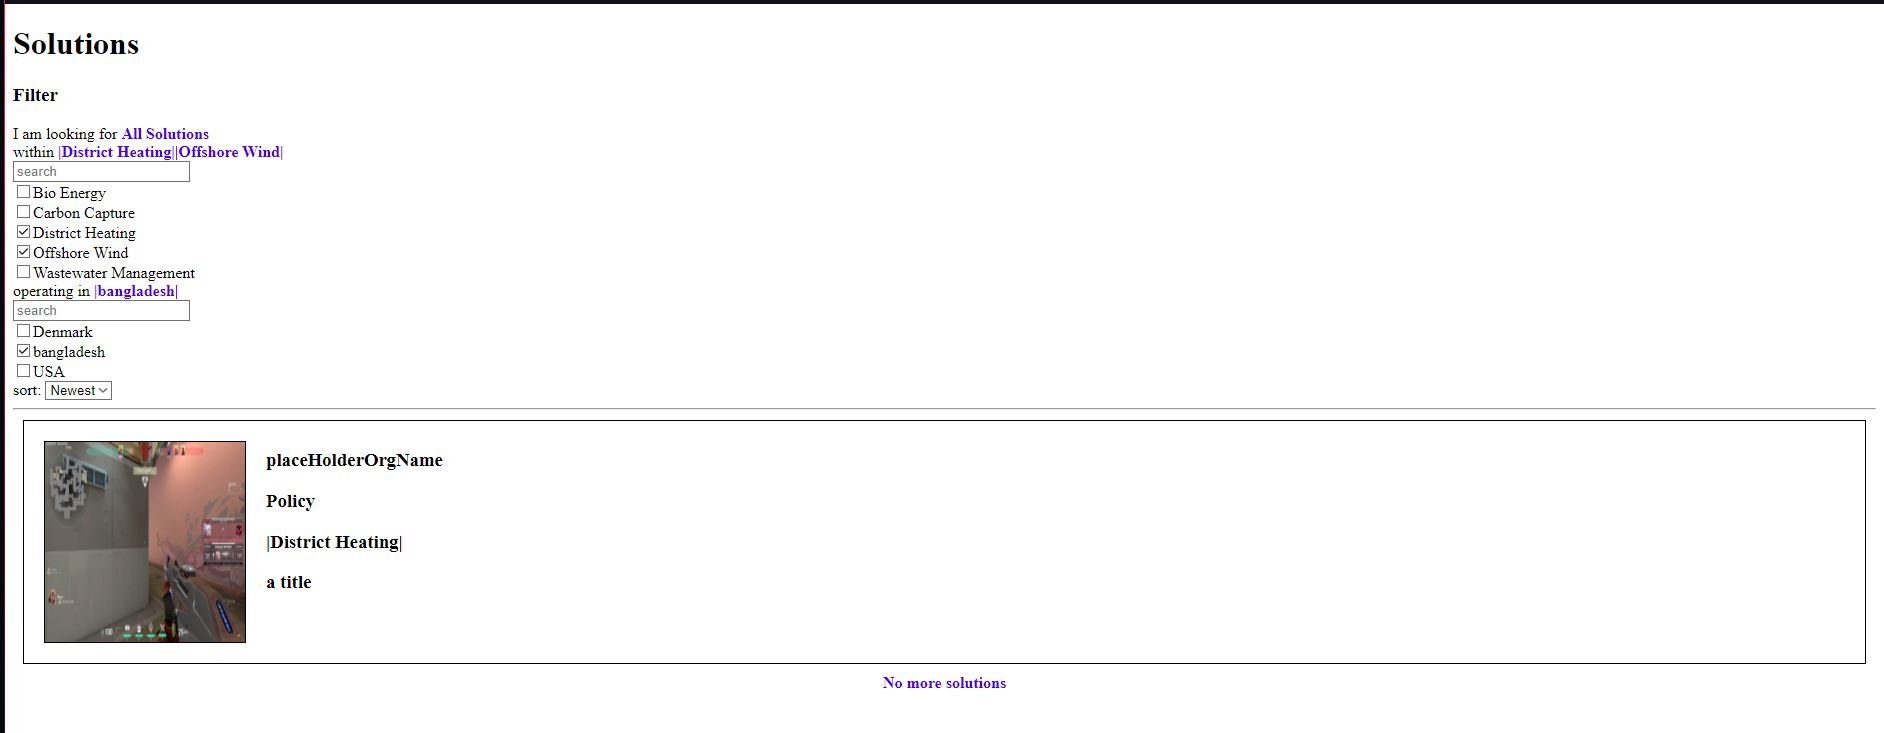 Solutions
Filter
I am looking for All Solutions
within |District Heating||Offshore Wind|
search
Bio Energy
Carbon Capture
District Heating
Offshore Wind
Wastewater Management
operating in |bangladesh|
search
Denmark
bangladesh
USA
sort: Newest
placeHolderOrgName
Policy
|District Heating|
a title
100
No more solutions